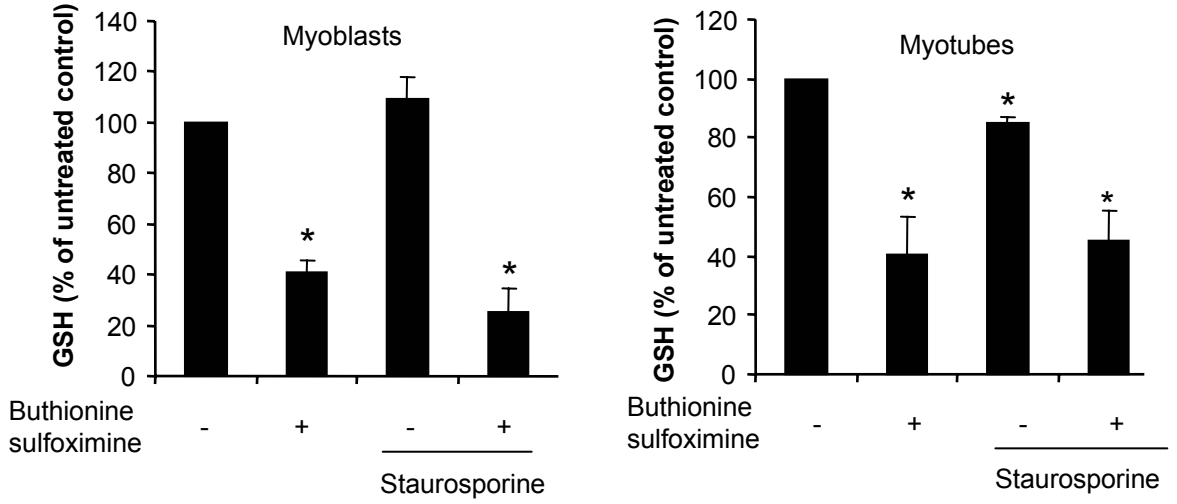 Myoblasts
GSH (% of untreated control)
140
120
100
80
60
40
20
0
*
*
Buthionine
sulfoximine
- + - +
Staurosporine
Myotubes
GSH (% of untreated control)
120
100
80
60
40
20
0
*
*
*
Buthionine
sulfoximine
- + - +
Staurosporine